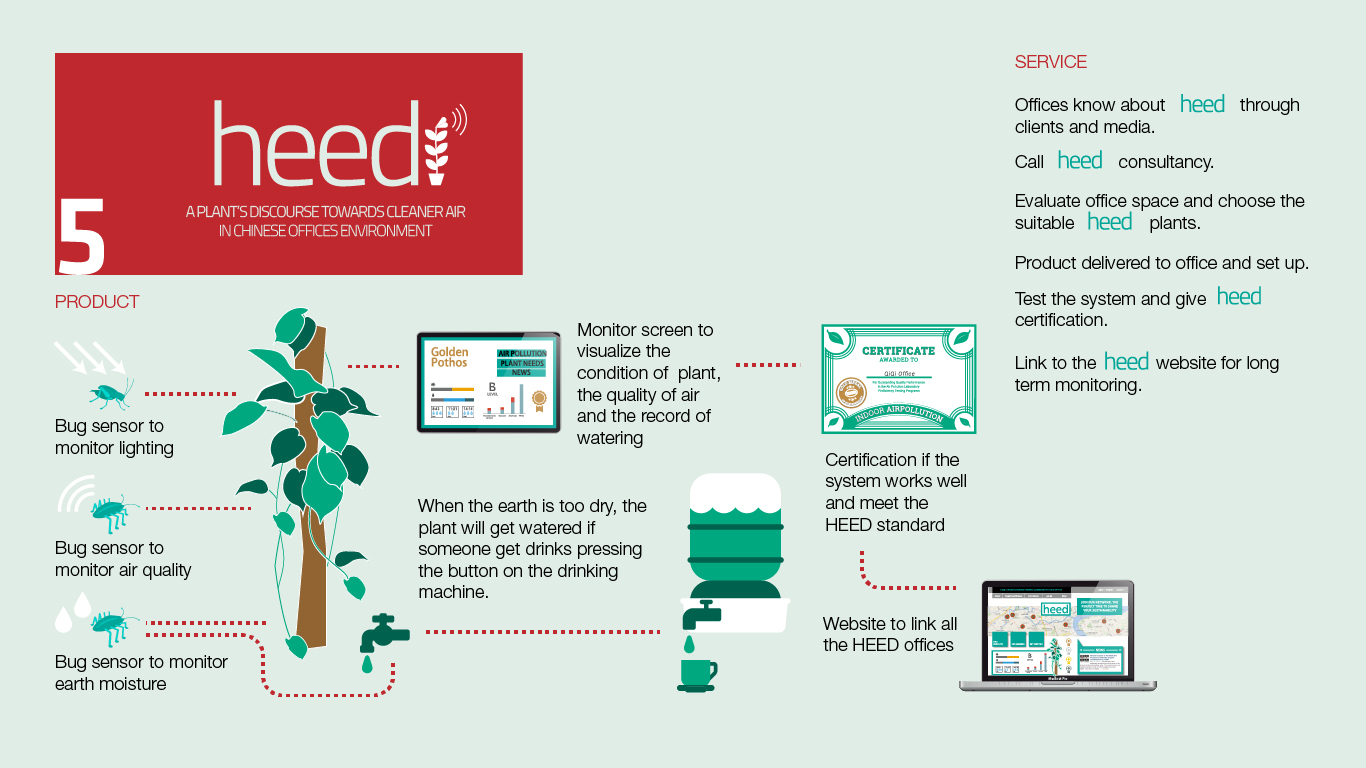 heed
5
A PLANT'S DISCOURSE TOWARDS CLEANER AIR
IN CHINESE OFFICES ENVIRONMENT
PRODUCT
Bug sensor to
monitor lighting
Bug sensor to
monitor air quality
Bug sensor to monitor
earth moisture
Golden
Pothos
AIR POLLUTION
PLANT NEEDS
NEWS
B
LEVEL
Monitor screen to
visualize the
condition of plant,
the quality of air
and the record of
watering
When the earth is too dry, the
plant will get watered if
someone get drinks pressing
the button on the drinking
machine.
CERTIFICATE
AWARDED TO
QiQi Office
INDOOR AIRPOLLUTION
Certification if the
system works well
and meet the
HEED standard
Website to link all
the HEED offices
heed
MacBook Pro
SERVICE
Offices know about heed through
clients and media.
Call heed consultancy.
Evaluate office space and choose the
suitable heed plants.
Product delivered to office and set up.
Test the system and give heed
certification.
Link to the heed website for long
term monitoring.